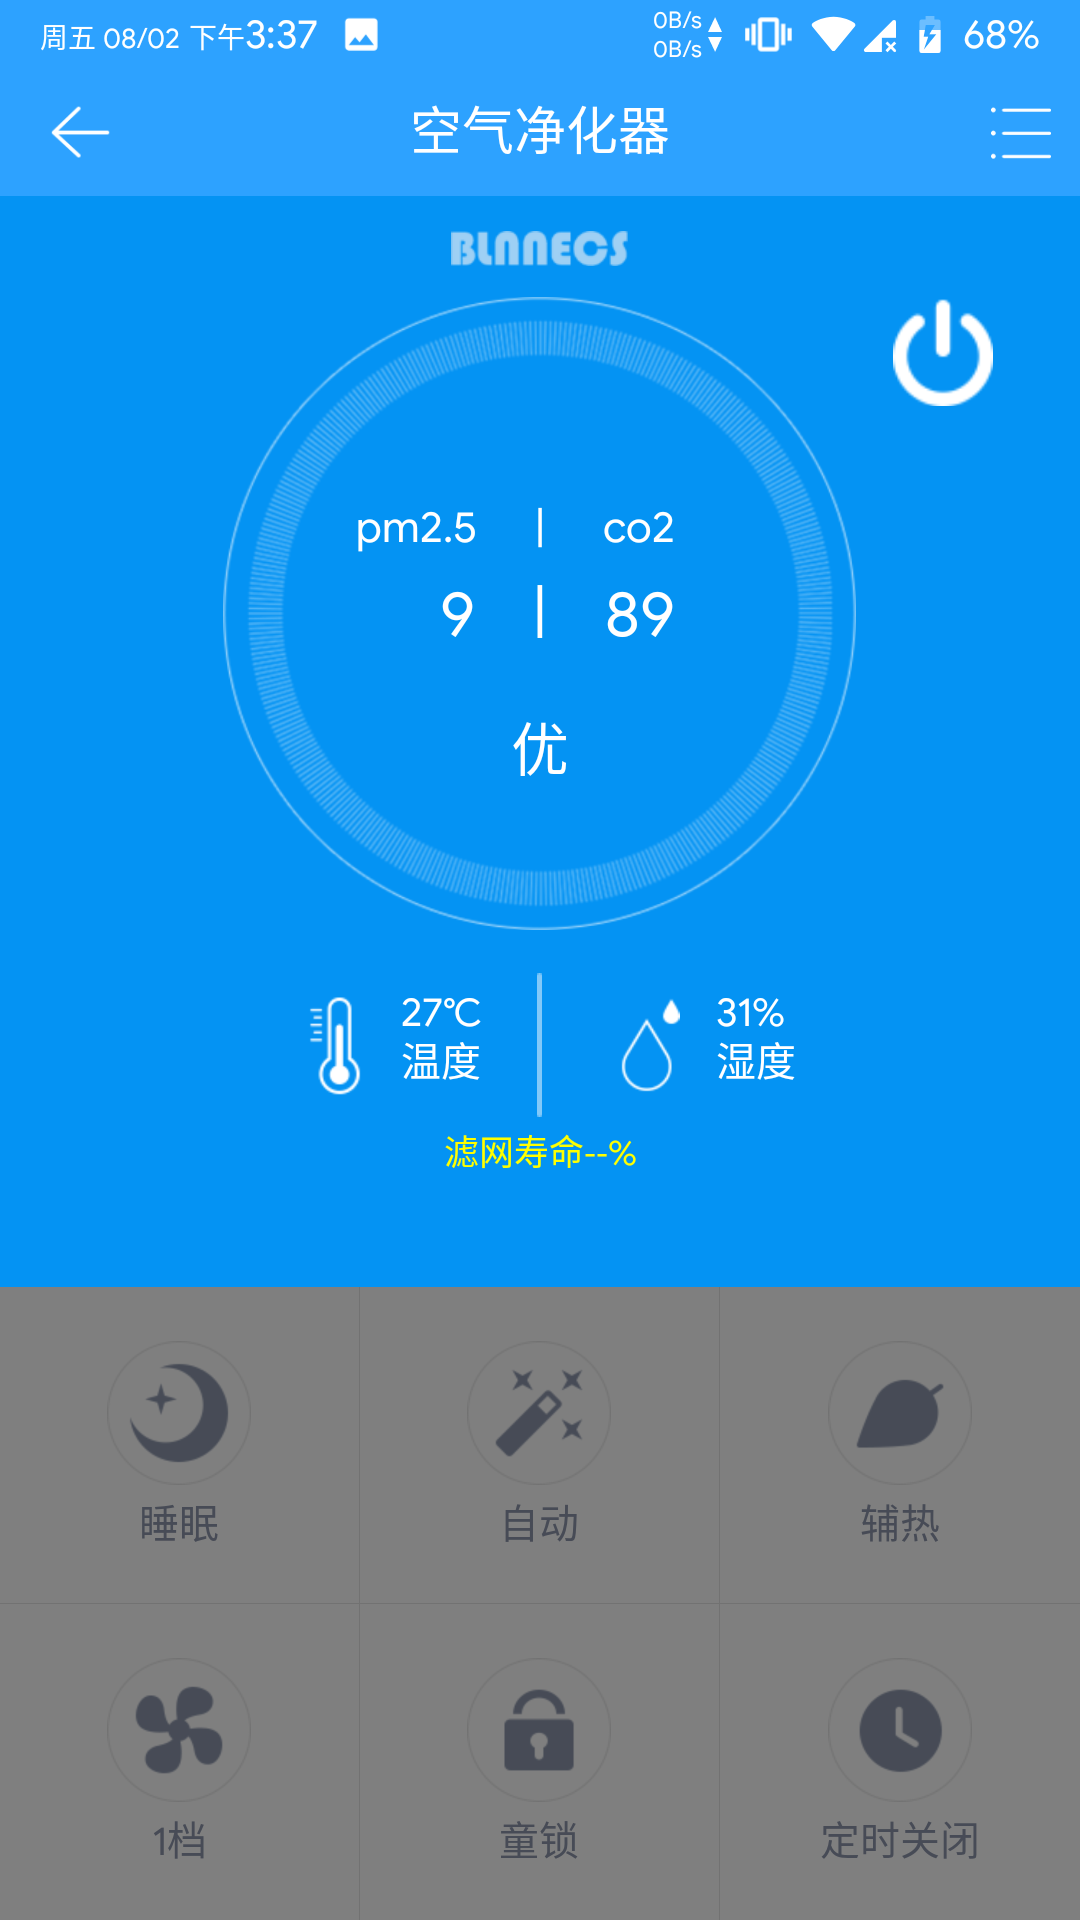 周五 08/02 下午3:37 0B/s 0B/s 68%
空气净化器
BLNNECS
pm2.5 | co2
9 | 89
优
27℃ 31%
温度 湿度
滤网寿命--%
睡眠 自动 辅热
1档 童锁 定时关闭